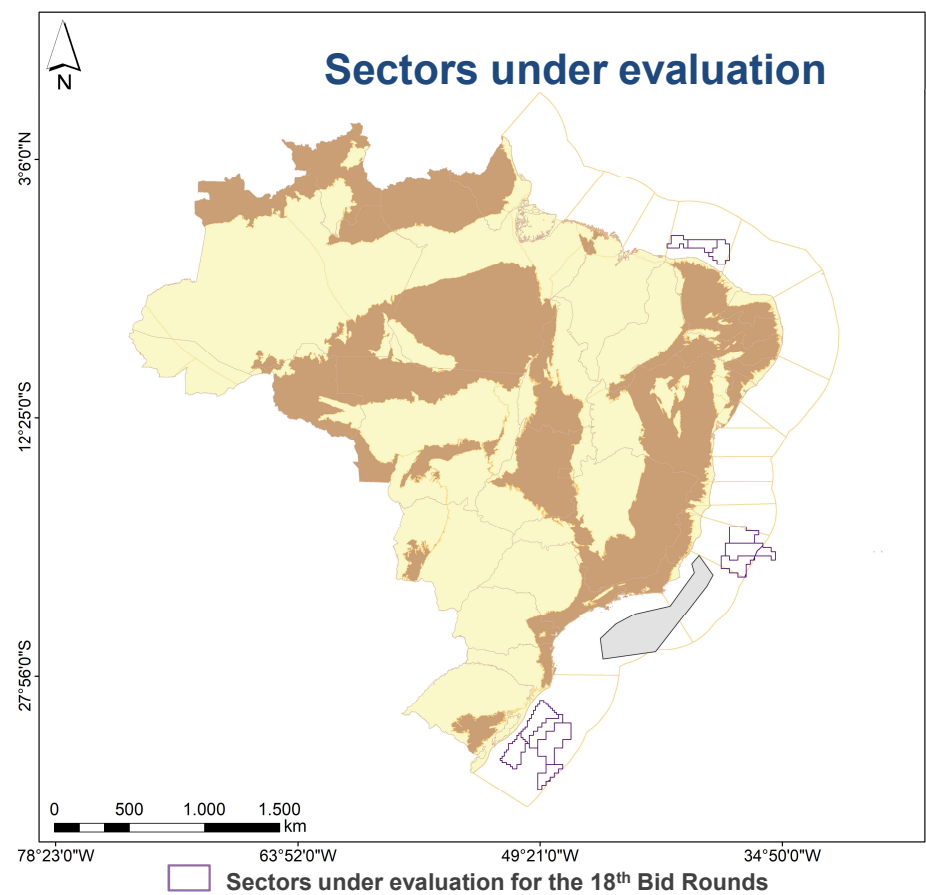 Sectors under evaluation
N
3°6'0"N
12°25'0"S
27°56'0"S
0 500 1.000 1.500
km
78°23'0"W 63°52'0"W 49°21'0"W 34°50'0"W
Sectors under evaluation for the 18th Bid Rounds